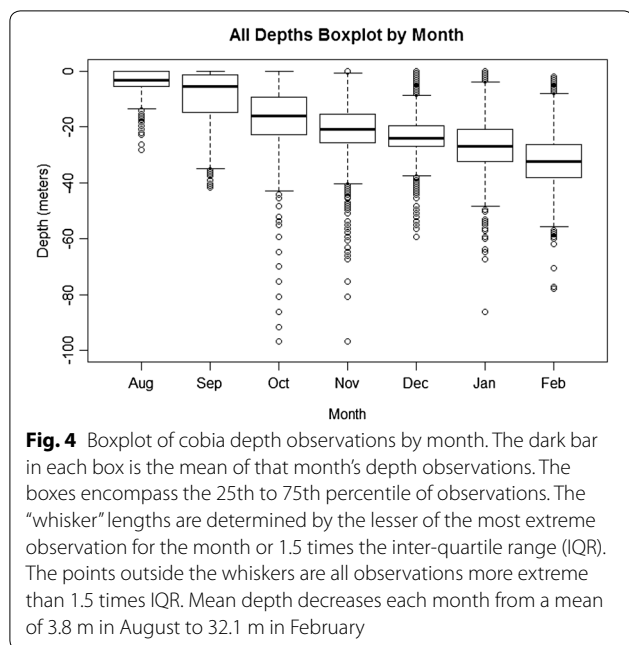 All Depths Boxplot by Month
Depth (meters)
0
-20
-40
-60
-80
-100
Aug Sep Oct Nov Dec Jan Feb
Month
Fig. 4 Boxplot of cobia depth observations by month. The dark bar
in each box is the mean of that month’s depth observations. The
boxes encompass the 25th to 75th percentile of observations. The
“whisker” lengths are determined by the lesser of the most extreme
observation for the month or 1.5 times the inter-quartile range (IQR).
The points outside the whiskers are all observations more extreme
than 1.5 times IQR. Mean depth decreases each month from a mean
of 3.8 m in August to 32.1 m in February